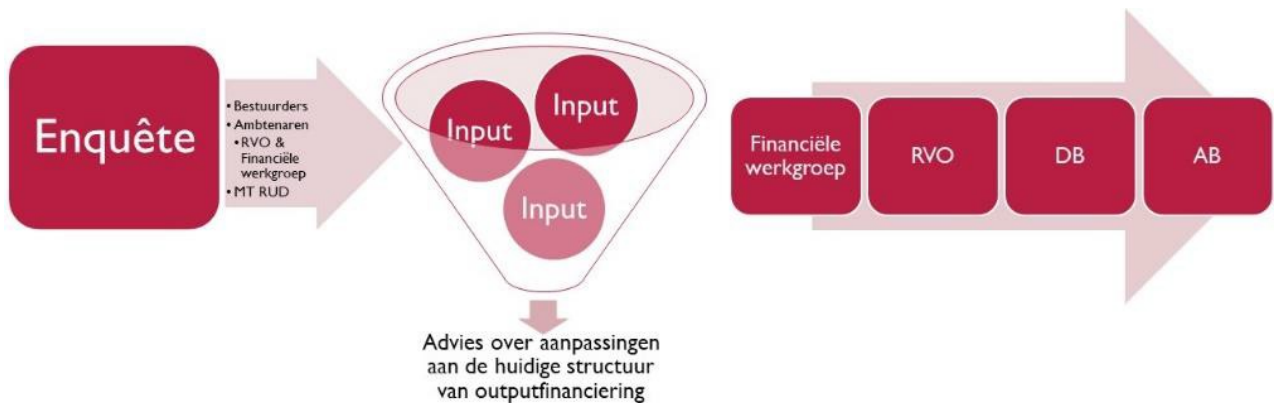 Enquête
• Bestuurders
• Ambtenaren
• RVO &
Financiële
werkgroep
• MT RUD
Input
Input
Input
Advies over aanpassingen
aan de huidige structuur
van outputfinanciering
Financiële
werkgroep
RVO
DB
AB